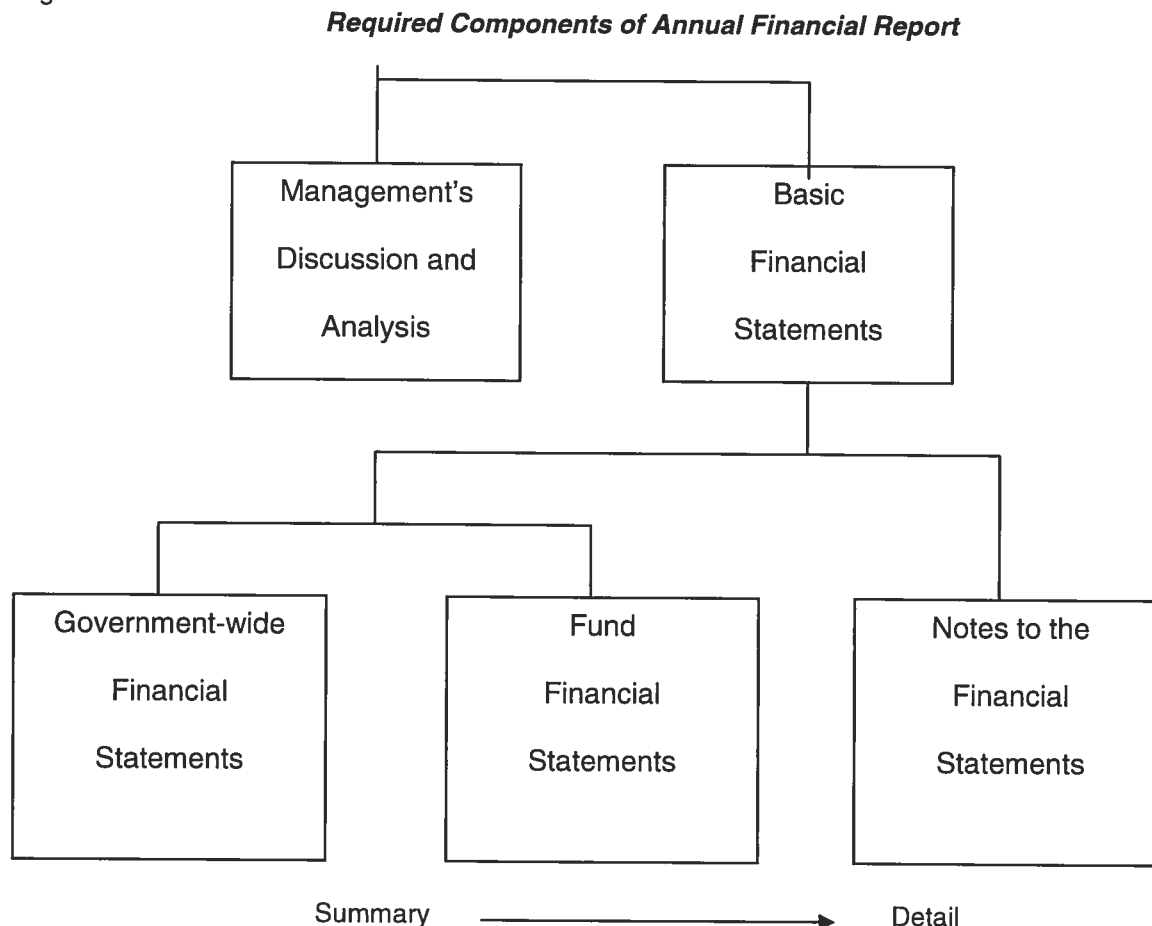 Required Components of Annual Financial Report
Management's
Discussion and
Analysis
Basic
Financial
Statements
Government-wide
Financial
Statements
Fund
Financial
Statements
Notes to the
Financial
Statements
Summary
Detail